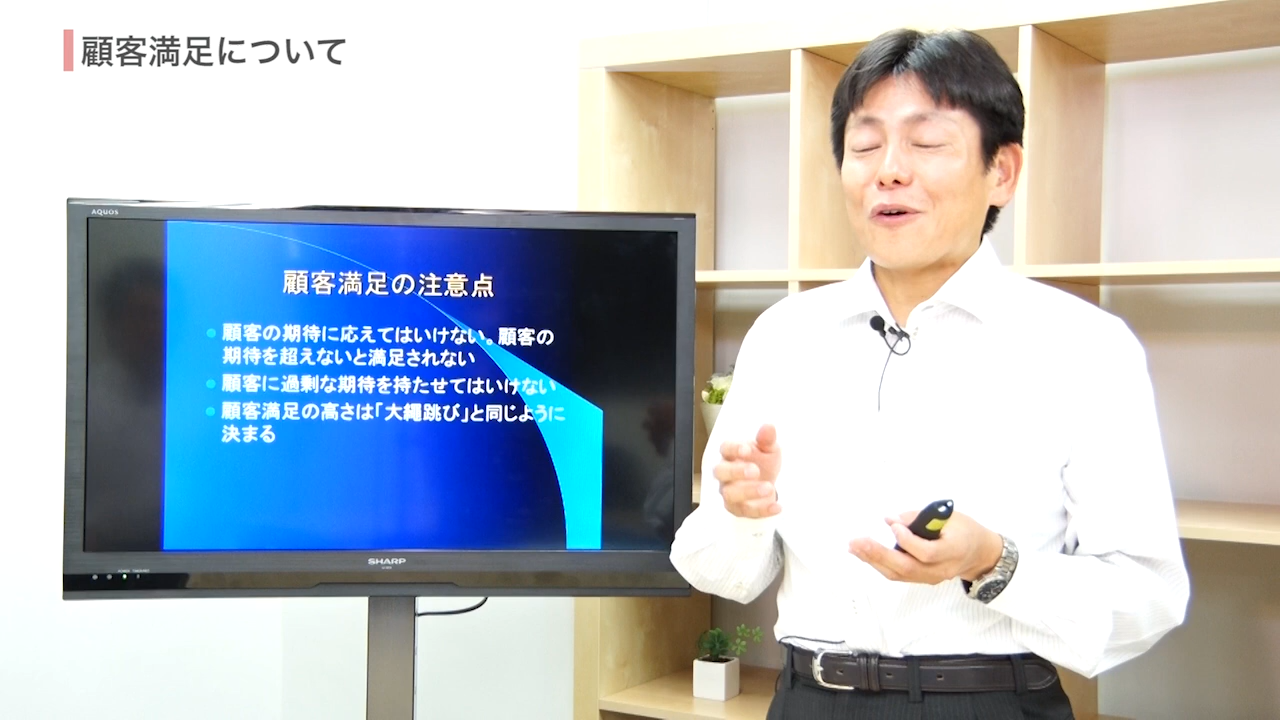 顧客満足について
AQUOS
顧客満足の注意点
顧客の期待に応えてはいけない。顧客の
期待を超えないと満足されない
顧客に過剰な期待を持たせてはいけない
顧客満足の高さは「大縄跳び」と同じように
決まる
SHARP